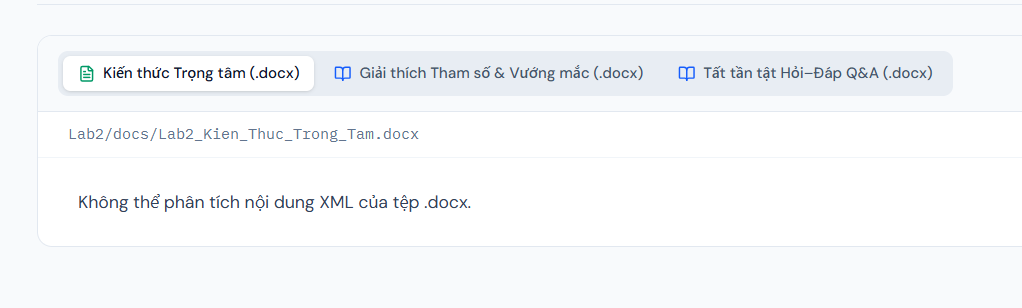 Kiến thức Trọng tâm (.docx) Giải thích Tham số & Vướng mắc (.docx) Tất tần tật Hỏi–Đáp Q&A (.docx)
Lab2/docs/Lab2_Kien_Thuc_Trong_Tam.docx
Không thể phân tích nội dung XML của tệp .docx.